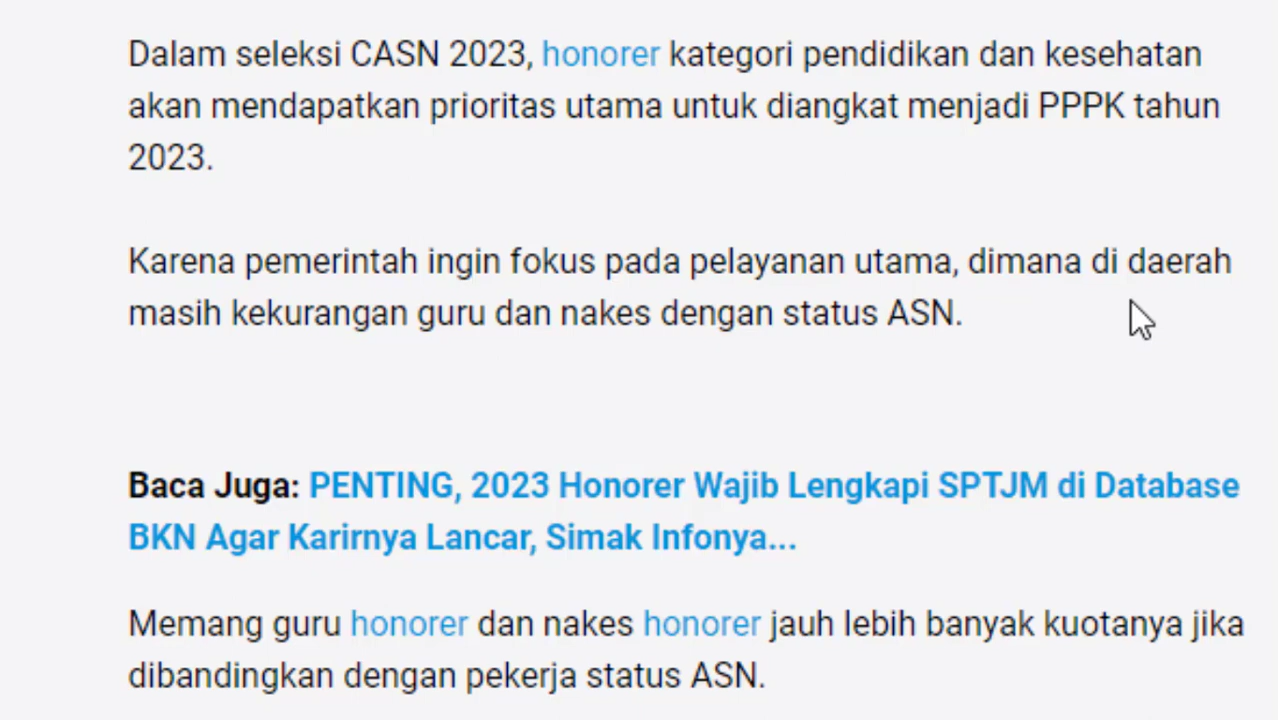 Dalam seleksi CASN 2023, honorer kategori pendidikan dan kesehatan
akan mendapatkan prioritas utama untuk diangkat menjadi PPPK tahun
2023.
Karena pemerintah ingin fokus pada pelayanan utama, dimana di daerah
masih kekurangan guru dan nakes dengan status ASN.
Baca Juga: PENTING, 2023 Honorer Wajib Lengkapi SPTJM di Database
BKN Agar Karirnya Lancar, Simak Infonya...
Memang guru honorer dan nakes honorer jauh lebih banyak kuotanya jika
dibandingkan dengan pekerja status ASN.